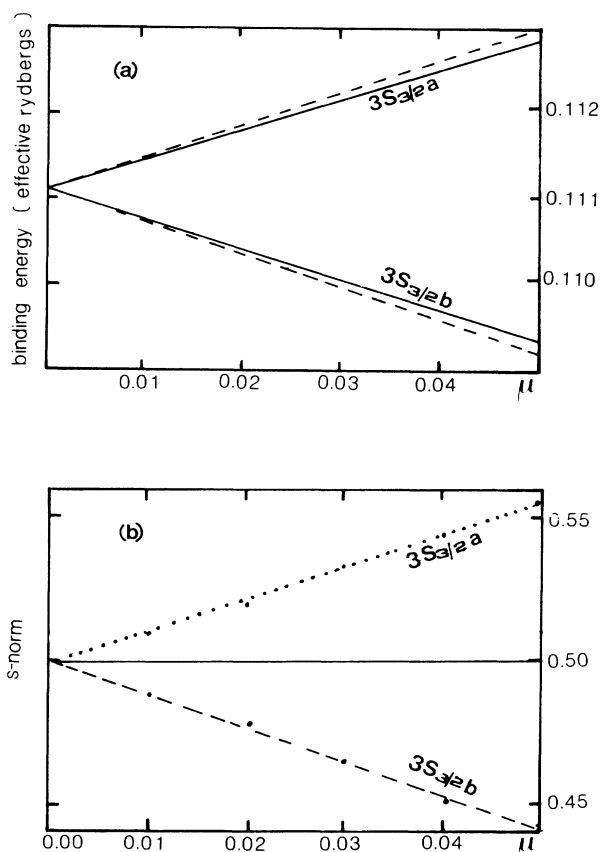 binding energy ( effective rydbergs )
(a)
3S3/2a
0.112
0.111
3S3/2b
0.110
0.01 0.02 0.03 0.04 μ
s-norm
(b)
0.55
3S3/2a
0.50
3S3/2b
0.45
0.00 0.01 0.02 0.03 0.04 μ